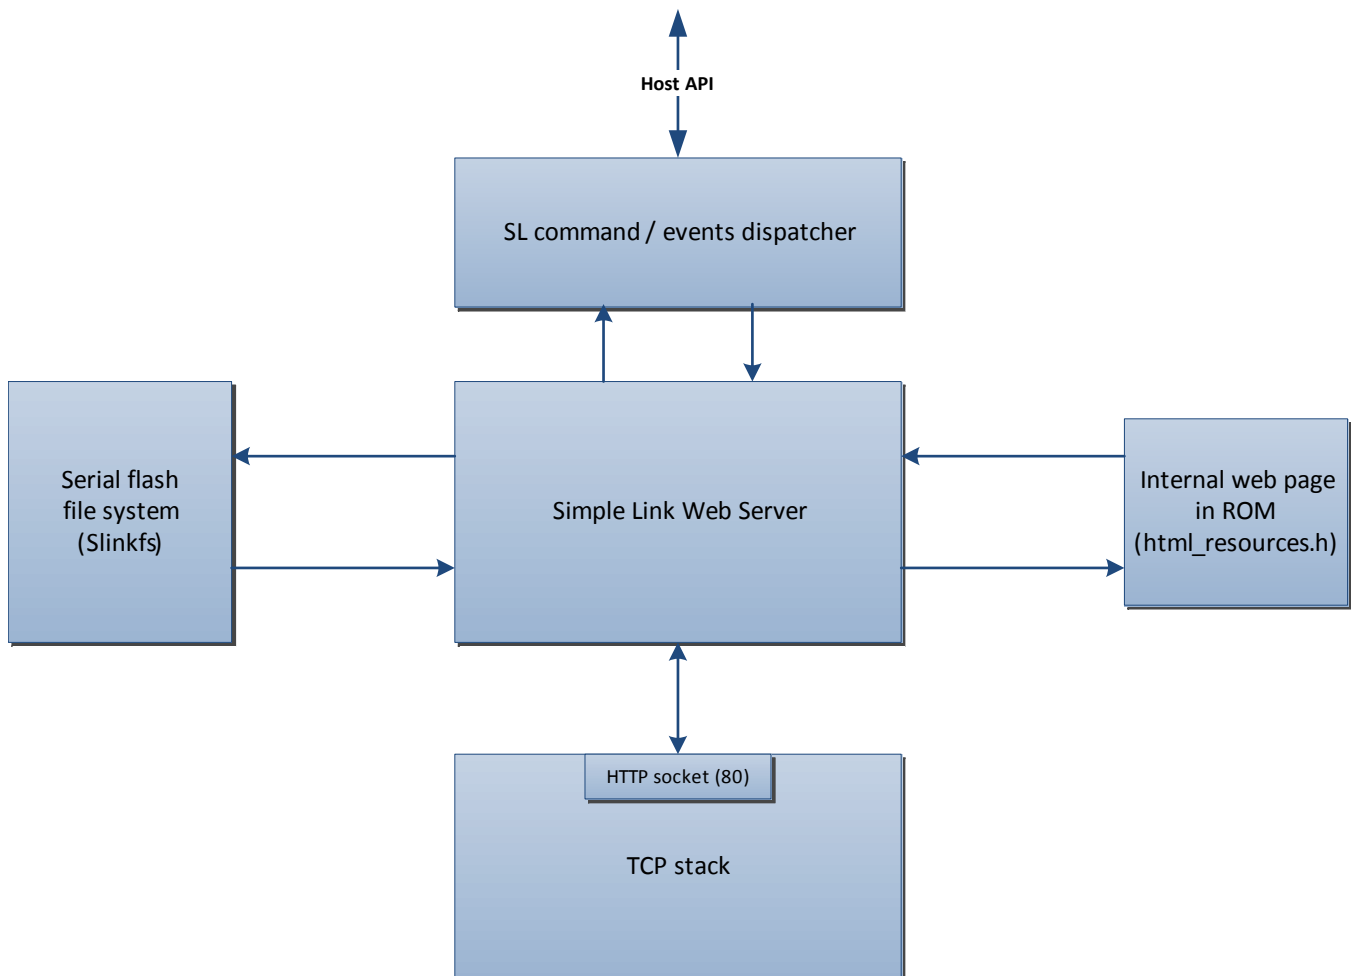 Host API
SL command / events dispatcher
Serial flash
file system
(Slinkfs)
Simple Link Web Server
Internal web page
in ROM
(html_resources.h)
HTTP socket (80)
TCP stack